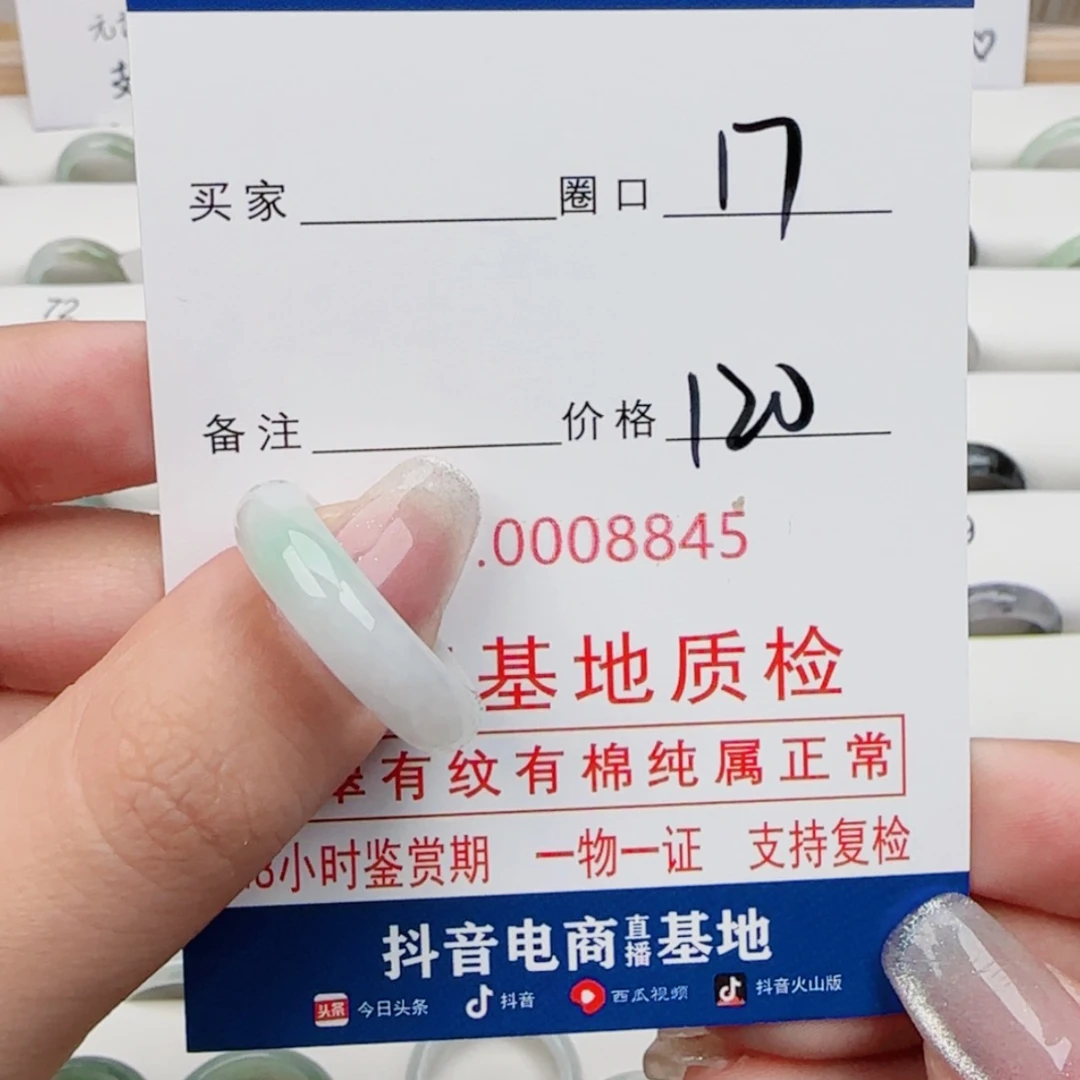 买家 圈口 17
72
备注 价格 120
.0008845
基地质检
翠有纹有棉纯属正常
8小时鉴赏期 一物一证 支持复检
抖音电商直播基地
头条 今日头条 抖音 西瓜视频 抖音火山版